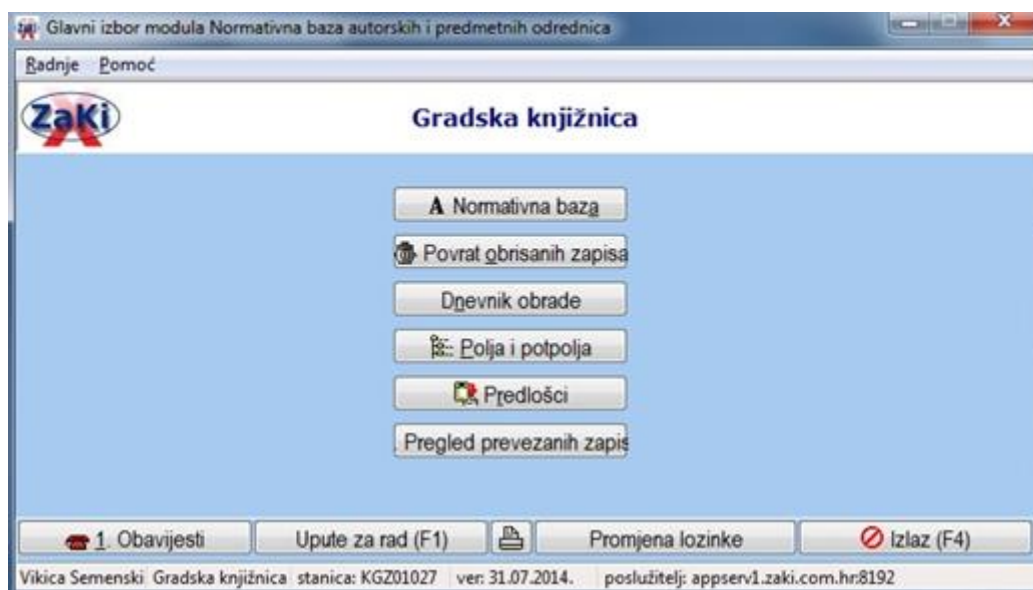 Glavni izbor modula Normativna baza autorskih i predmetnih odrednica
Radnje Pomoć
ZaKi Gradska knjižnica
A Normativna baza
Povrat obrisanih zapisa
Dnevnik obrade
Polja i potpolja
Predlošci
. Pregled prevezanih zapis
1. Obavijesti Upute za rad (F1) Promjena lozinke Izlaz (F4)
Vikica Semenski Gradska knjižnica stanica: KGZ01027 ver: 31.07.2014. poslužitelj: appserv1.zaki.com.hr:8192